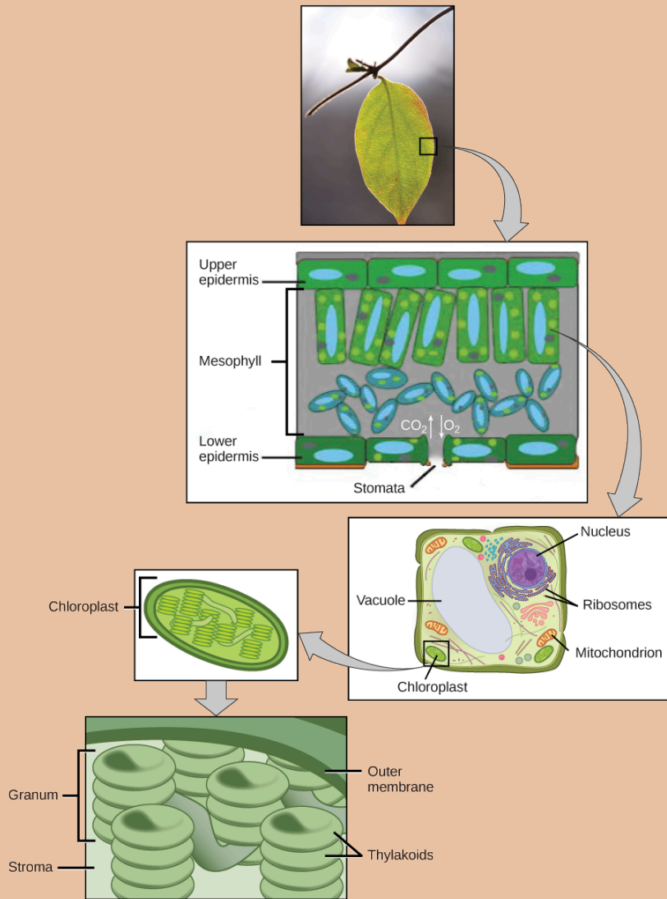 Upper
epidermis
Mesophyll
CO₂
O₂
Lower
epidermis
Stomata
Nucleus
Vacuole
Ribosomes
Mitochondrion
Chloroplast
Chloroplast
Outer
membrane
Granum
Thylakoids
Stroma